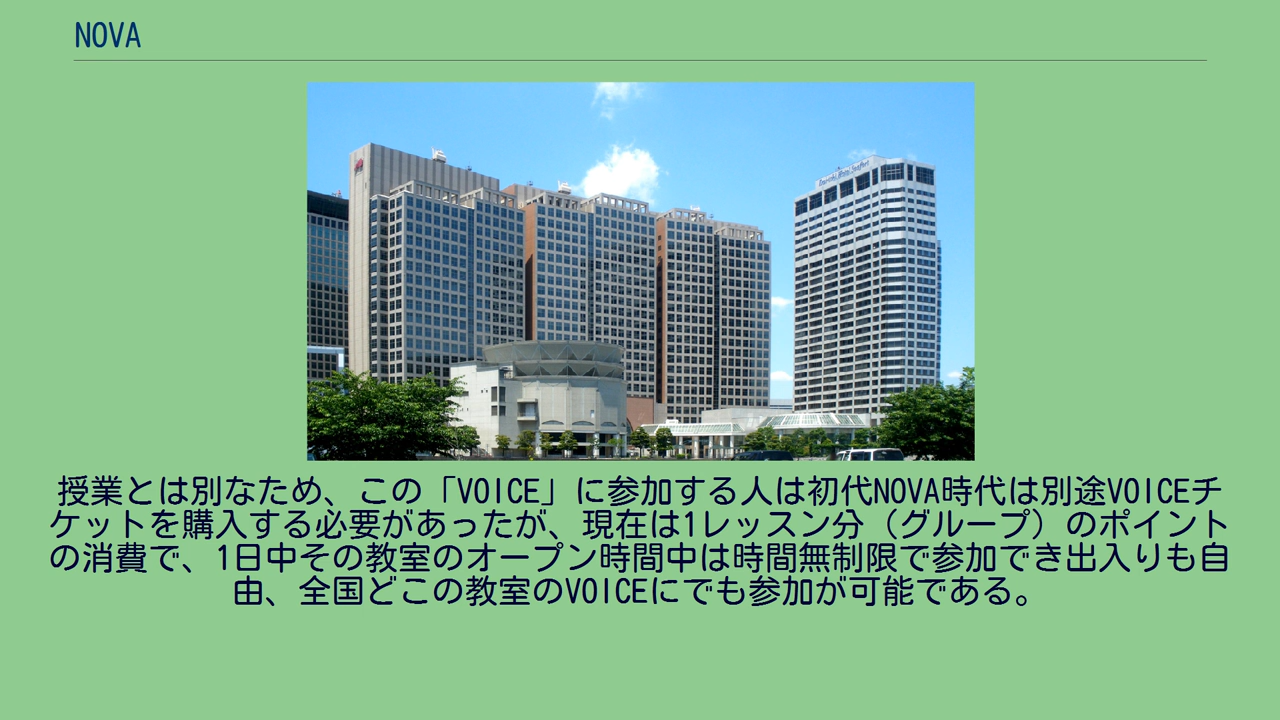 NOVA
授業とは別なため、この「VOICE」に参加する人は初代NOVA時代は別途VOICEチ
ケットを購入する必要があったが、現在は1レッスン分（グループ）のポイント
の消費で、1日中その教室のオープン時間中は時間無制限で参加でき出入りも自
由、全国どこの教室のVOICEにでも参加が可能である。